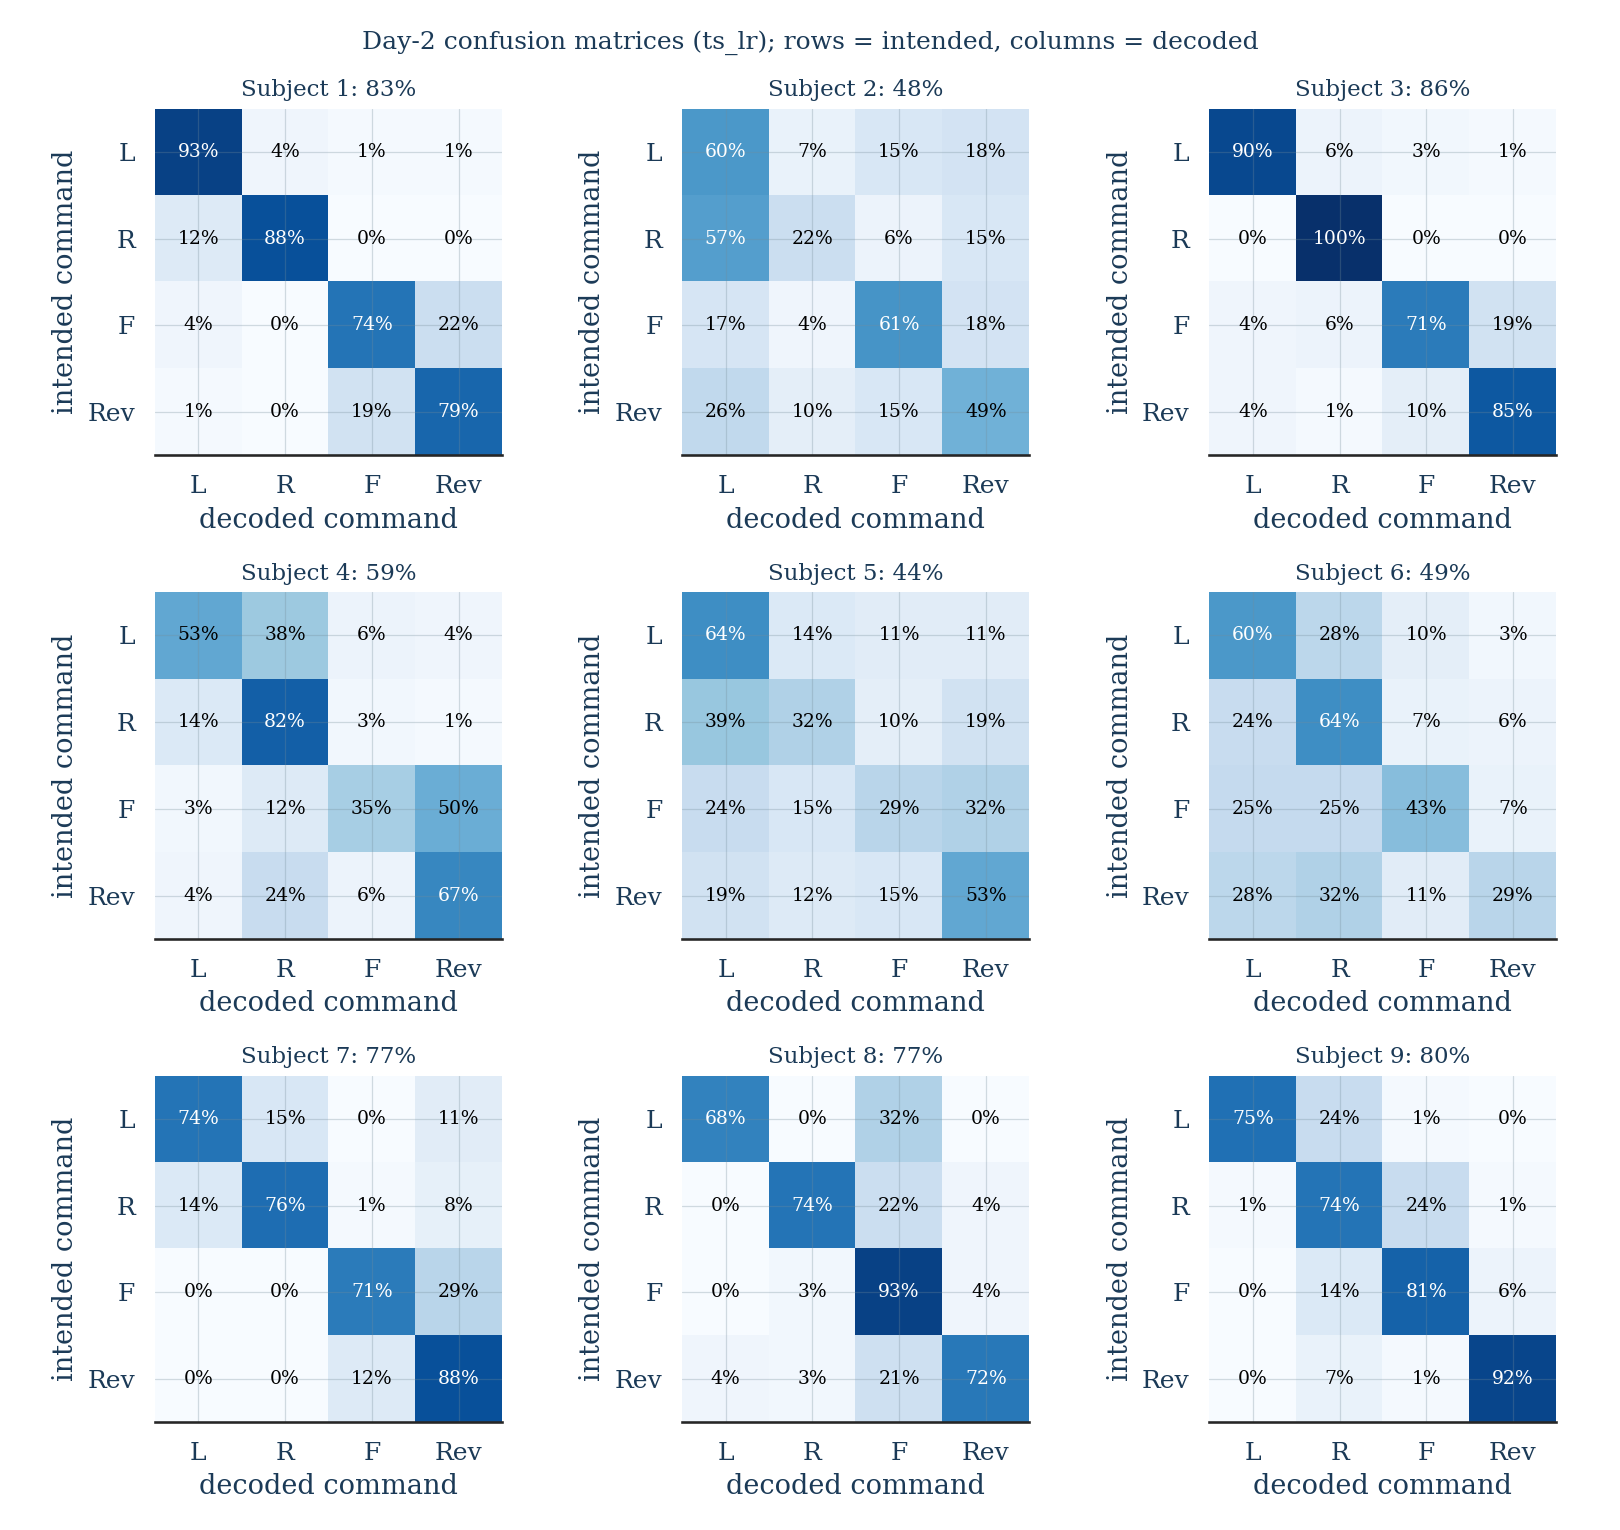 Day-2 confusion matrices (ts_lr); rows = intended, columns = decoded
Subject 1: 83%
intended command
L 93% 4% 1% 1%
R 12% 88% 0% 0%
F 4% 0% 74% 22%
Rev 1% 0% 19% 79%
L R F Rev
decoded command
Subject 2: 48%
intended command
L 60% 7% 15% 18%
R 57% 22% 6% 15%
F 17% 4% 61% 18%
Rev 26% 10% 15% 49%
L R F Rev
decoded command
Subject 3: 86%
intended command
L 90% 6% 3% 1%
R 0% 100% 0% 0%
F 4% 6% 71% 19%
Rev 4% 1% 10% 85%
L R F Rev
decoded command
Subject 4: 59%
intended command
L 53% 38% 6% 4%
R 14% 82% 3% 1%
F 3% 12% 35% 50%
Rev 4% 24% 6% 67%
L R F Rev
decoded command
Subject 5: 44%
intended command
L 64% 14% 11% 11%
R 39% 32% 10% 19%
F 24% 15% 29% 32%
Rev 19% 12% 15% 53%
L R F Rev
decoded command
Subject 6: 49%
intended command
L 60% 28% 10% 3%
R 24% 64% 7% 6%
F 25% 25% 43% 7%
Rev 28% 32% 11% 29%
L R F Rev
decoded command
Subject 7: 77%
intended command
L 74% 15% 0% 11%
R 14% 76% 1% 8%
F 0% 0% 71% 29%
Rev 0% 0% 12% 88%
L R F Rev
decoded command
Subject 8: 77%
intended command
L 68% 0% 32% 0%
R 0% 74% 22% 4%
F 0% 3% 93% 4%
Rev 4% 3% 21% 72%
L R F Rev
decoded command
Subject 9: 80%
intended command
L 75% 24% 1% 0%
R 1% 74% 24% 1%
F 0% 14% 81% 6%
Rev 0% 7% 1% 92%
L R F Rev
decoded command